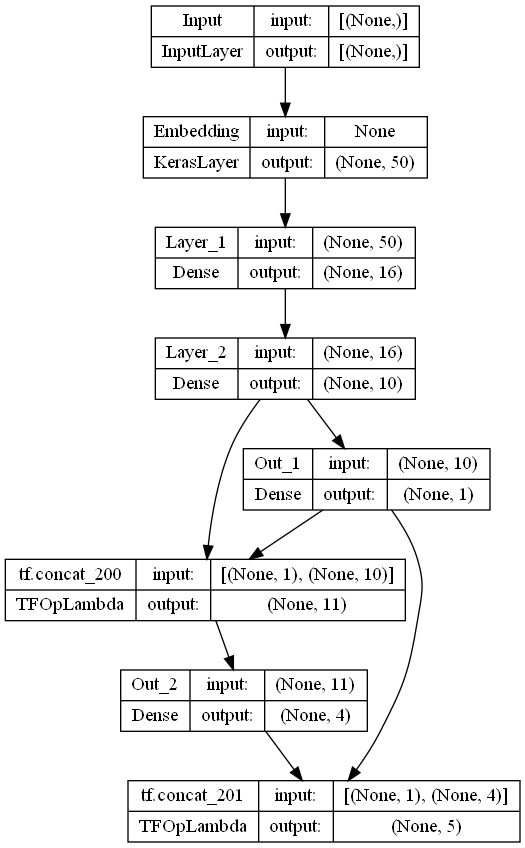 Input input: [(None,)]
InputLayer output: [(None,)]
Embedding input: None
KerasLayer output: (None, 50)
Layer_1 input: (None, 50)
Dense output: (None, 16)
Layer_2 input: (None, 16)
Dense output: (None, 10)
Out_1 input: (None, 10)
Dense output: (None, 1)
tf.concat_200 input: [(None, 1), (None, 10)]
TFOpLambda output: (None, 11)
Out_2 input: (None, 11)
Dense output: (None, 4)
tf.concat_201 input: [(None, 1), (None, 4)]
TFOpLambda output: (None, 5)